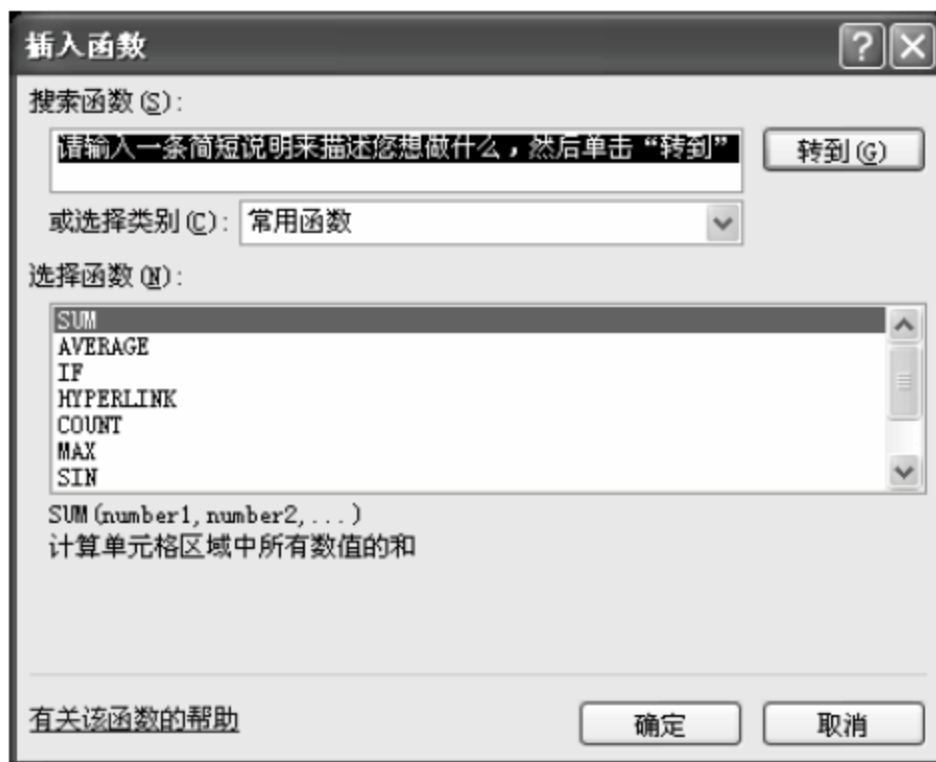 插入函数
搜索函数(S):
请输入一条简短说明来描述您想做什么，然后单击“转到”
转到(G)
或选择类别(C): 常用函数
选择函数(N):
SUM
AVERAGE
IF
HYPERLINK
COUNT
MAX
SIN
SUM(number1,number2,...)
计算单元格区域中所有数值的和
有关该函数的帮助 确定 取消